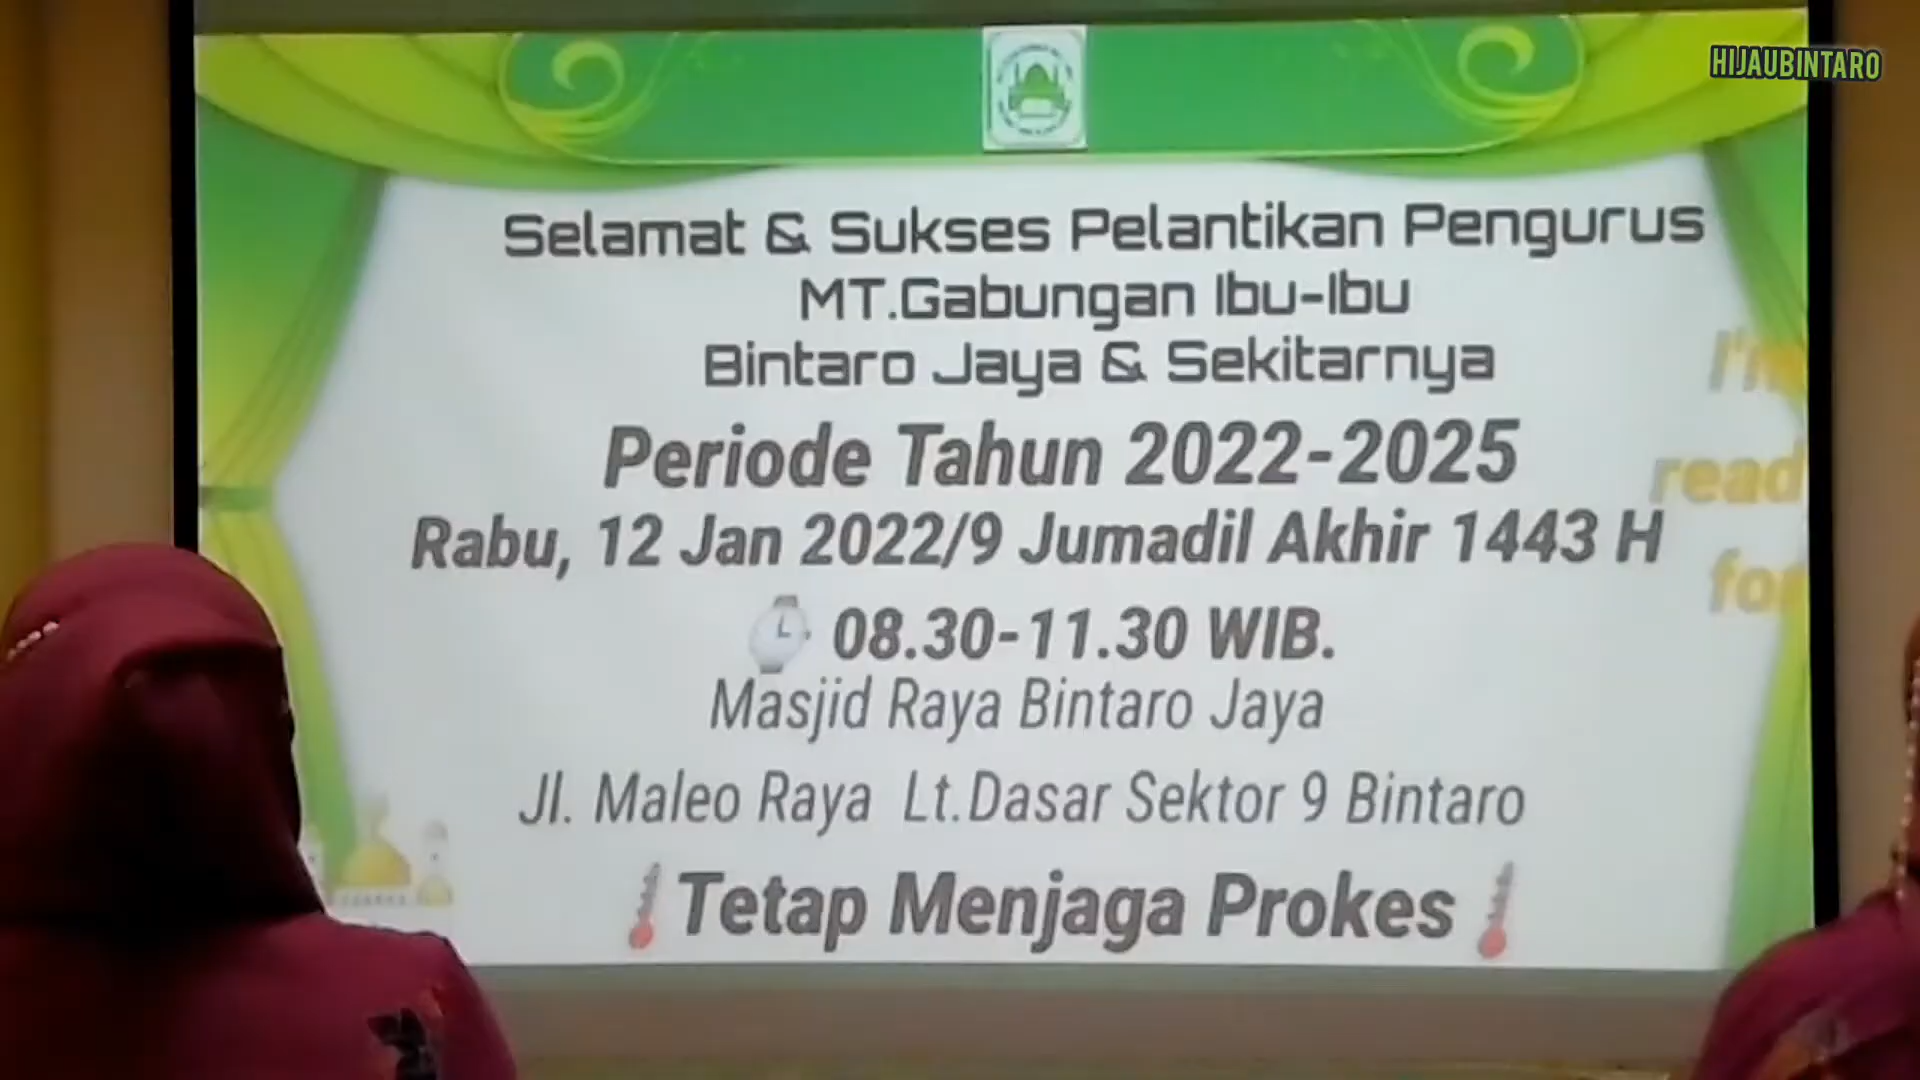 HIJAUBINTARO
Selamat & Sukses Pelantikan Pengurus
MT.Gabungan Ibu-Ibu
Bintaro Jaya & Sekitarnya
Periode Tahun 2022-2025
Rabu, 12 Jan 2022/9 Jumadil Akhir 1443 H
08.30-11.30 WIB.
Masjid Raya Bintaro Jaya
Jl. Maleo Raya Lt.Dasar Sektor 9 Bintaro
Tetap Menjaga Prokes